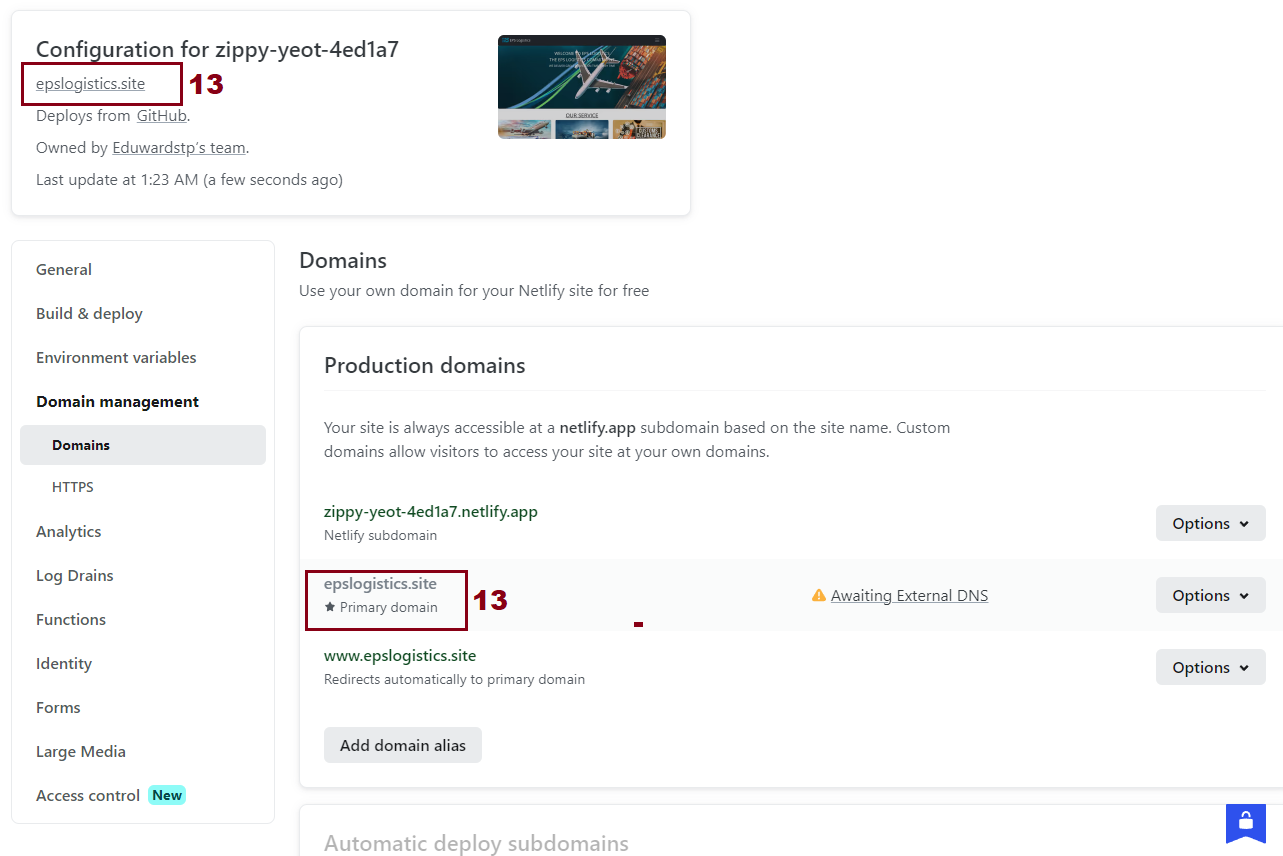 Configuration for zippy-yeot-4ed1a7
epslogistics.site
13
Deploys from GitHub.
Owned by Eduwardstp's team.
Last update at 1:23 AM (a few seconds ago)
OUR SERVICE
General
Build & deploy
Environment variables
Domain management
Domains
HTTPS
Analytics
Log Drains
Functions
Identity
Forms
Large Media
Access control New
Domains
Use your own domain for your Netlify site for free
Production domains
Your site is always accessible at a netlify.app subdomain based on the site name. Custom
domains allow visitors to access your site at your own domains.
zippy-yeot-4ed1a7.netlify.app
Netlify subdomain
Options
epslogistics.site
★ Primary domain
13
Awaiting External DNS
Options
www.epslogistics.site
Redirects automatically to primary domain
Options
Add domain alias
Automatic deploy subdomains